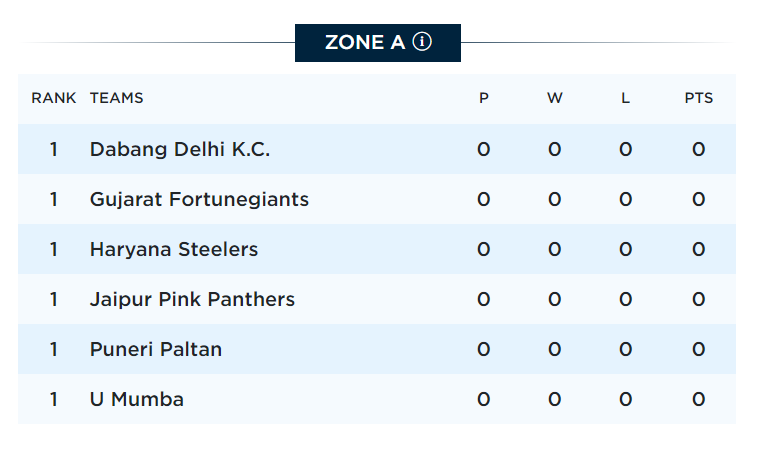 ZONE A
RANK TEAMS P W L PTS
1 Dabang Delhi K.C. 0 0 0 0
1 Gujarat Fortunegiants 0 0 0 0
1 Haryana Steelers 0 0 0 0
1 Jaipur Pink Panthers 0 0 0 0
1 Puneri Paltan 0 0 0 0
1 U Mumba 0 0 0 0